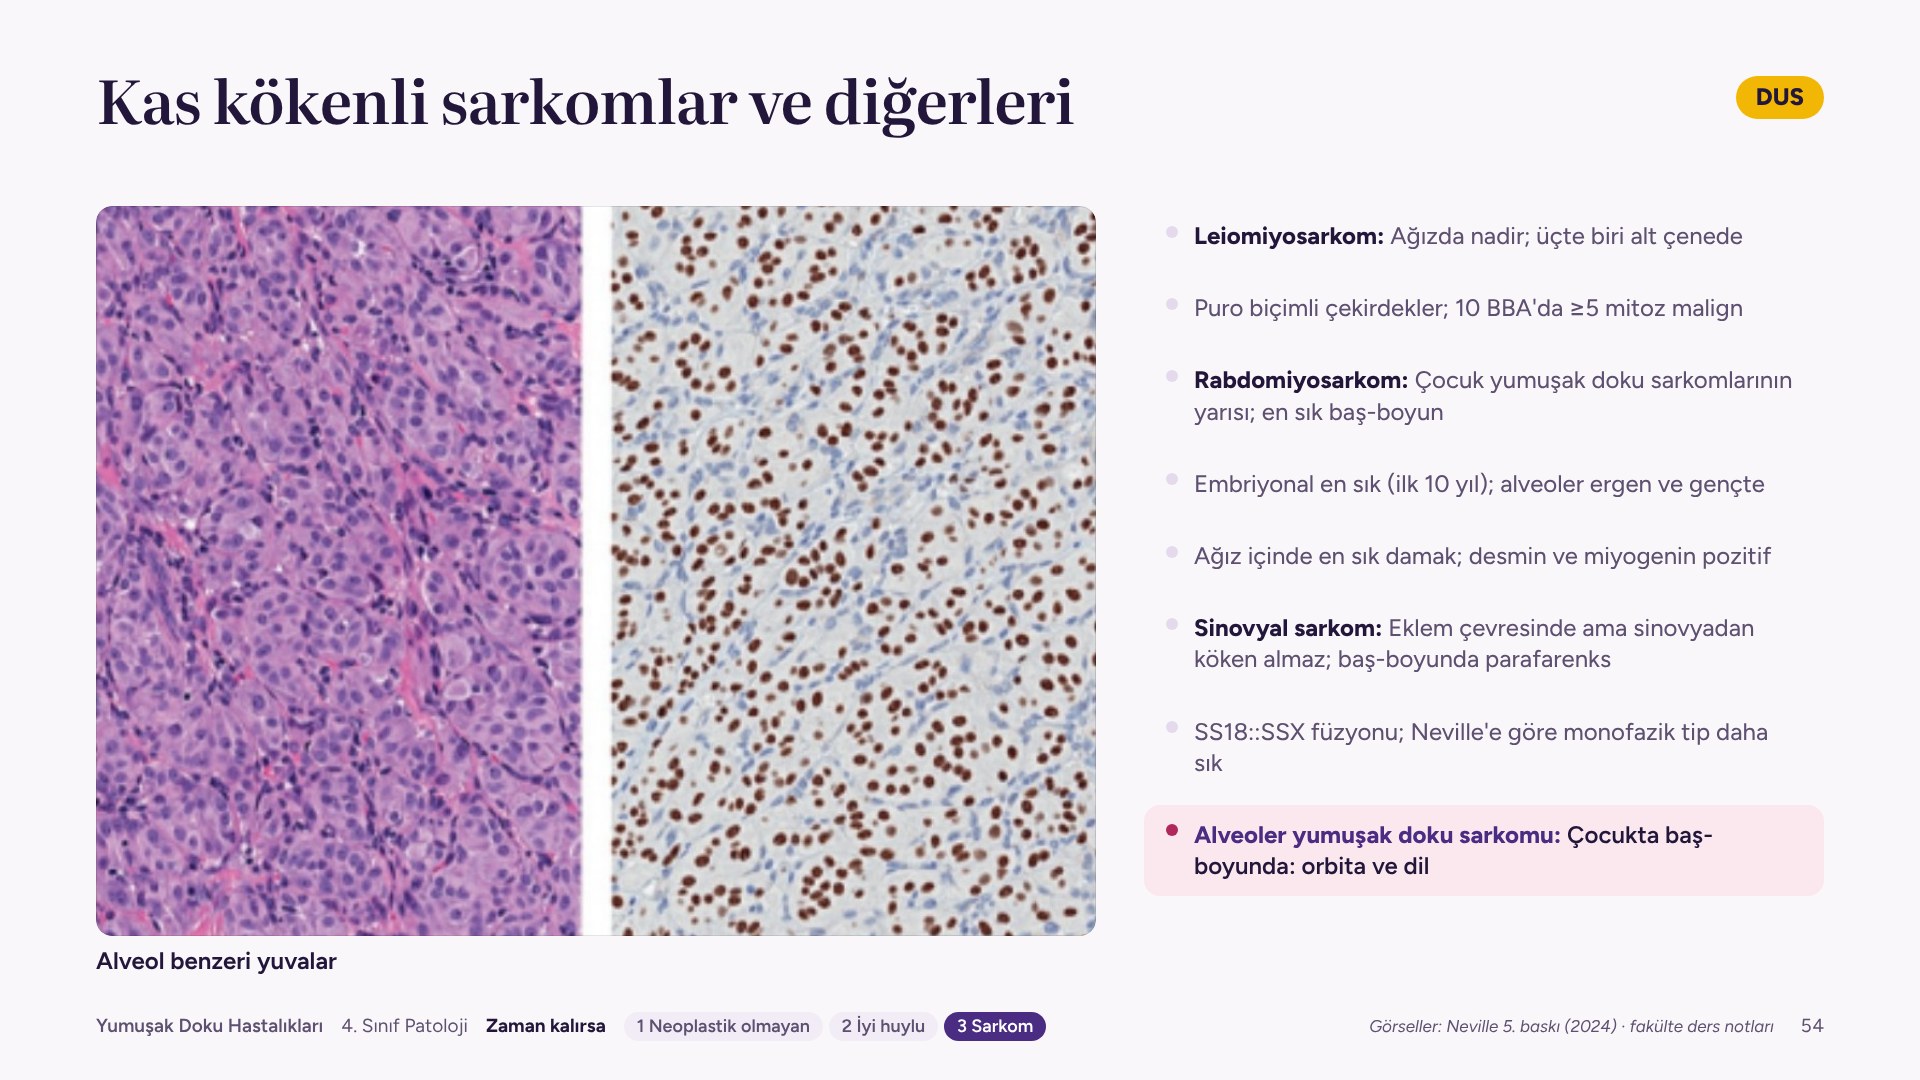 Kas kökenli sarkomlar ve diğerleri
DUS
Leiomiyosarkom: Ağızda nadir; üçte biri alt çenede
Puro biçimli çekirdekler; 10 BBA'da ≥5 mitoz malign
Rabdomiyosarkom: Çocuk yumuşak doku sarkomlarının
yarısı; en sık baş-boyun
Embriyonal en sık (ilk 10 yıl); alveoler ergen ve gençte
Ağız içinde en sık damak; desmin ve miyogenin pozitif
Sinovyal sarkom: Eklem çevresinde ama sinovyadan
köken almaz; baş-boyunda parafarenks
SS18::SSX füzyonu; Neville'e göre monofazik tip daha
sık
Alveoler yumuşak doku sarkomu: Çocukta baş-
boyunda: orbita ve dil
Alveol benzeri yuvalar
Yumuşak Doku Hastalıkları 4. Sınıf Patoloji Zaman kalırsa 1 Neoplastik olmayan 2 İyi huylu 3 Sarkom
Görseller: Neville 5. baskı (2024) · fakülte ders notları 54